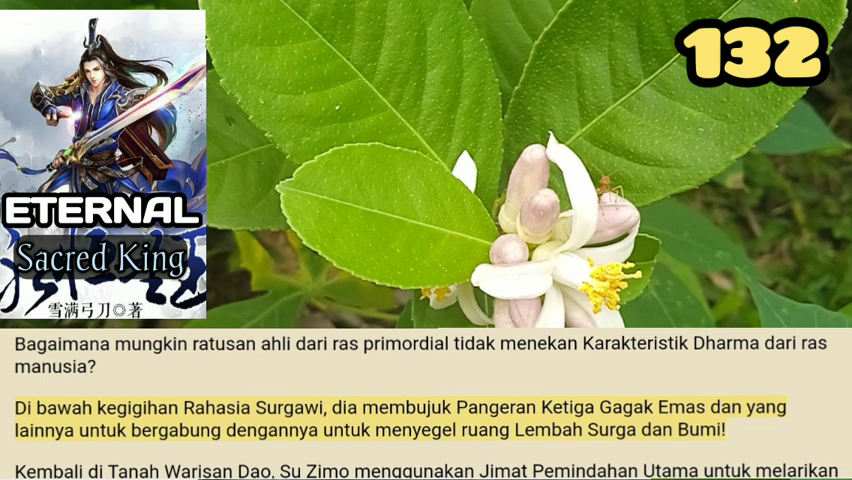 132
ETERNAL
Sacred King
雪满弓刀◎著
Bagaimana mungkin ratusan ahli dari ras primordial tidak menekan Karakteristik Dharma dari ras
manusia?
Di bawah kegigihan Rahasia Surgawi, dia membujuk Pangeran Ketiga Gagak Emas dan yang
lainnya untuk bergabung dengannya untuk menyegel ruang Lembah Surga dan Bumi!
Kembali di Tanah Warisan Dao, Su Zimo menggunakan Jimat Pemindahan Utama untuk melarikan